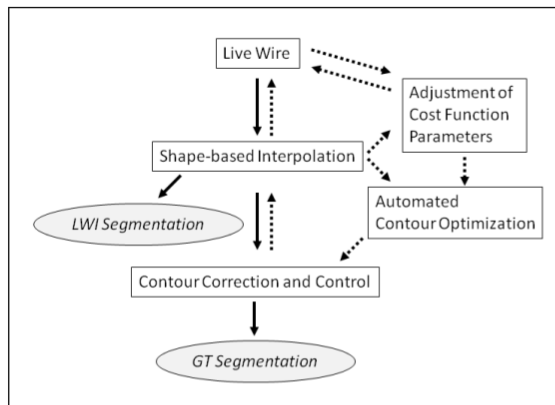 Live Wire
Adjustment of
Cost Function
Parameters
Shape-based Interpolation
Automated
Contour Optimization
LWI Segmentation
Contour Correction and Control
GT Segmentation